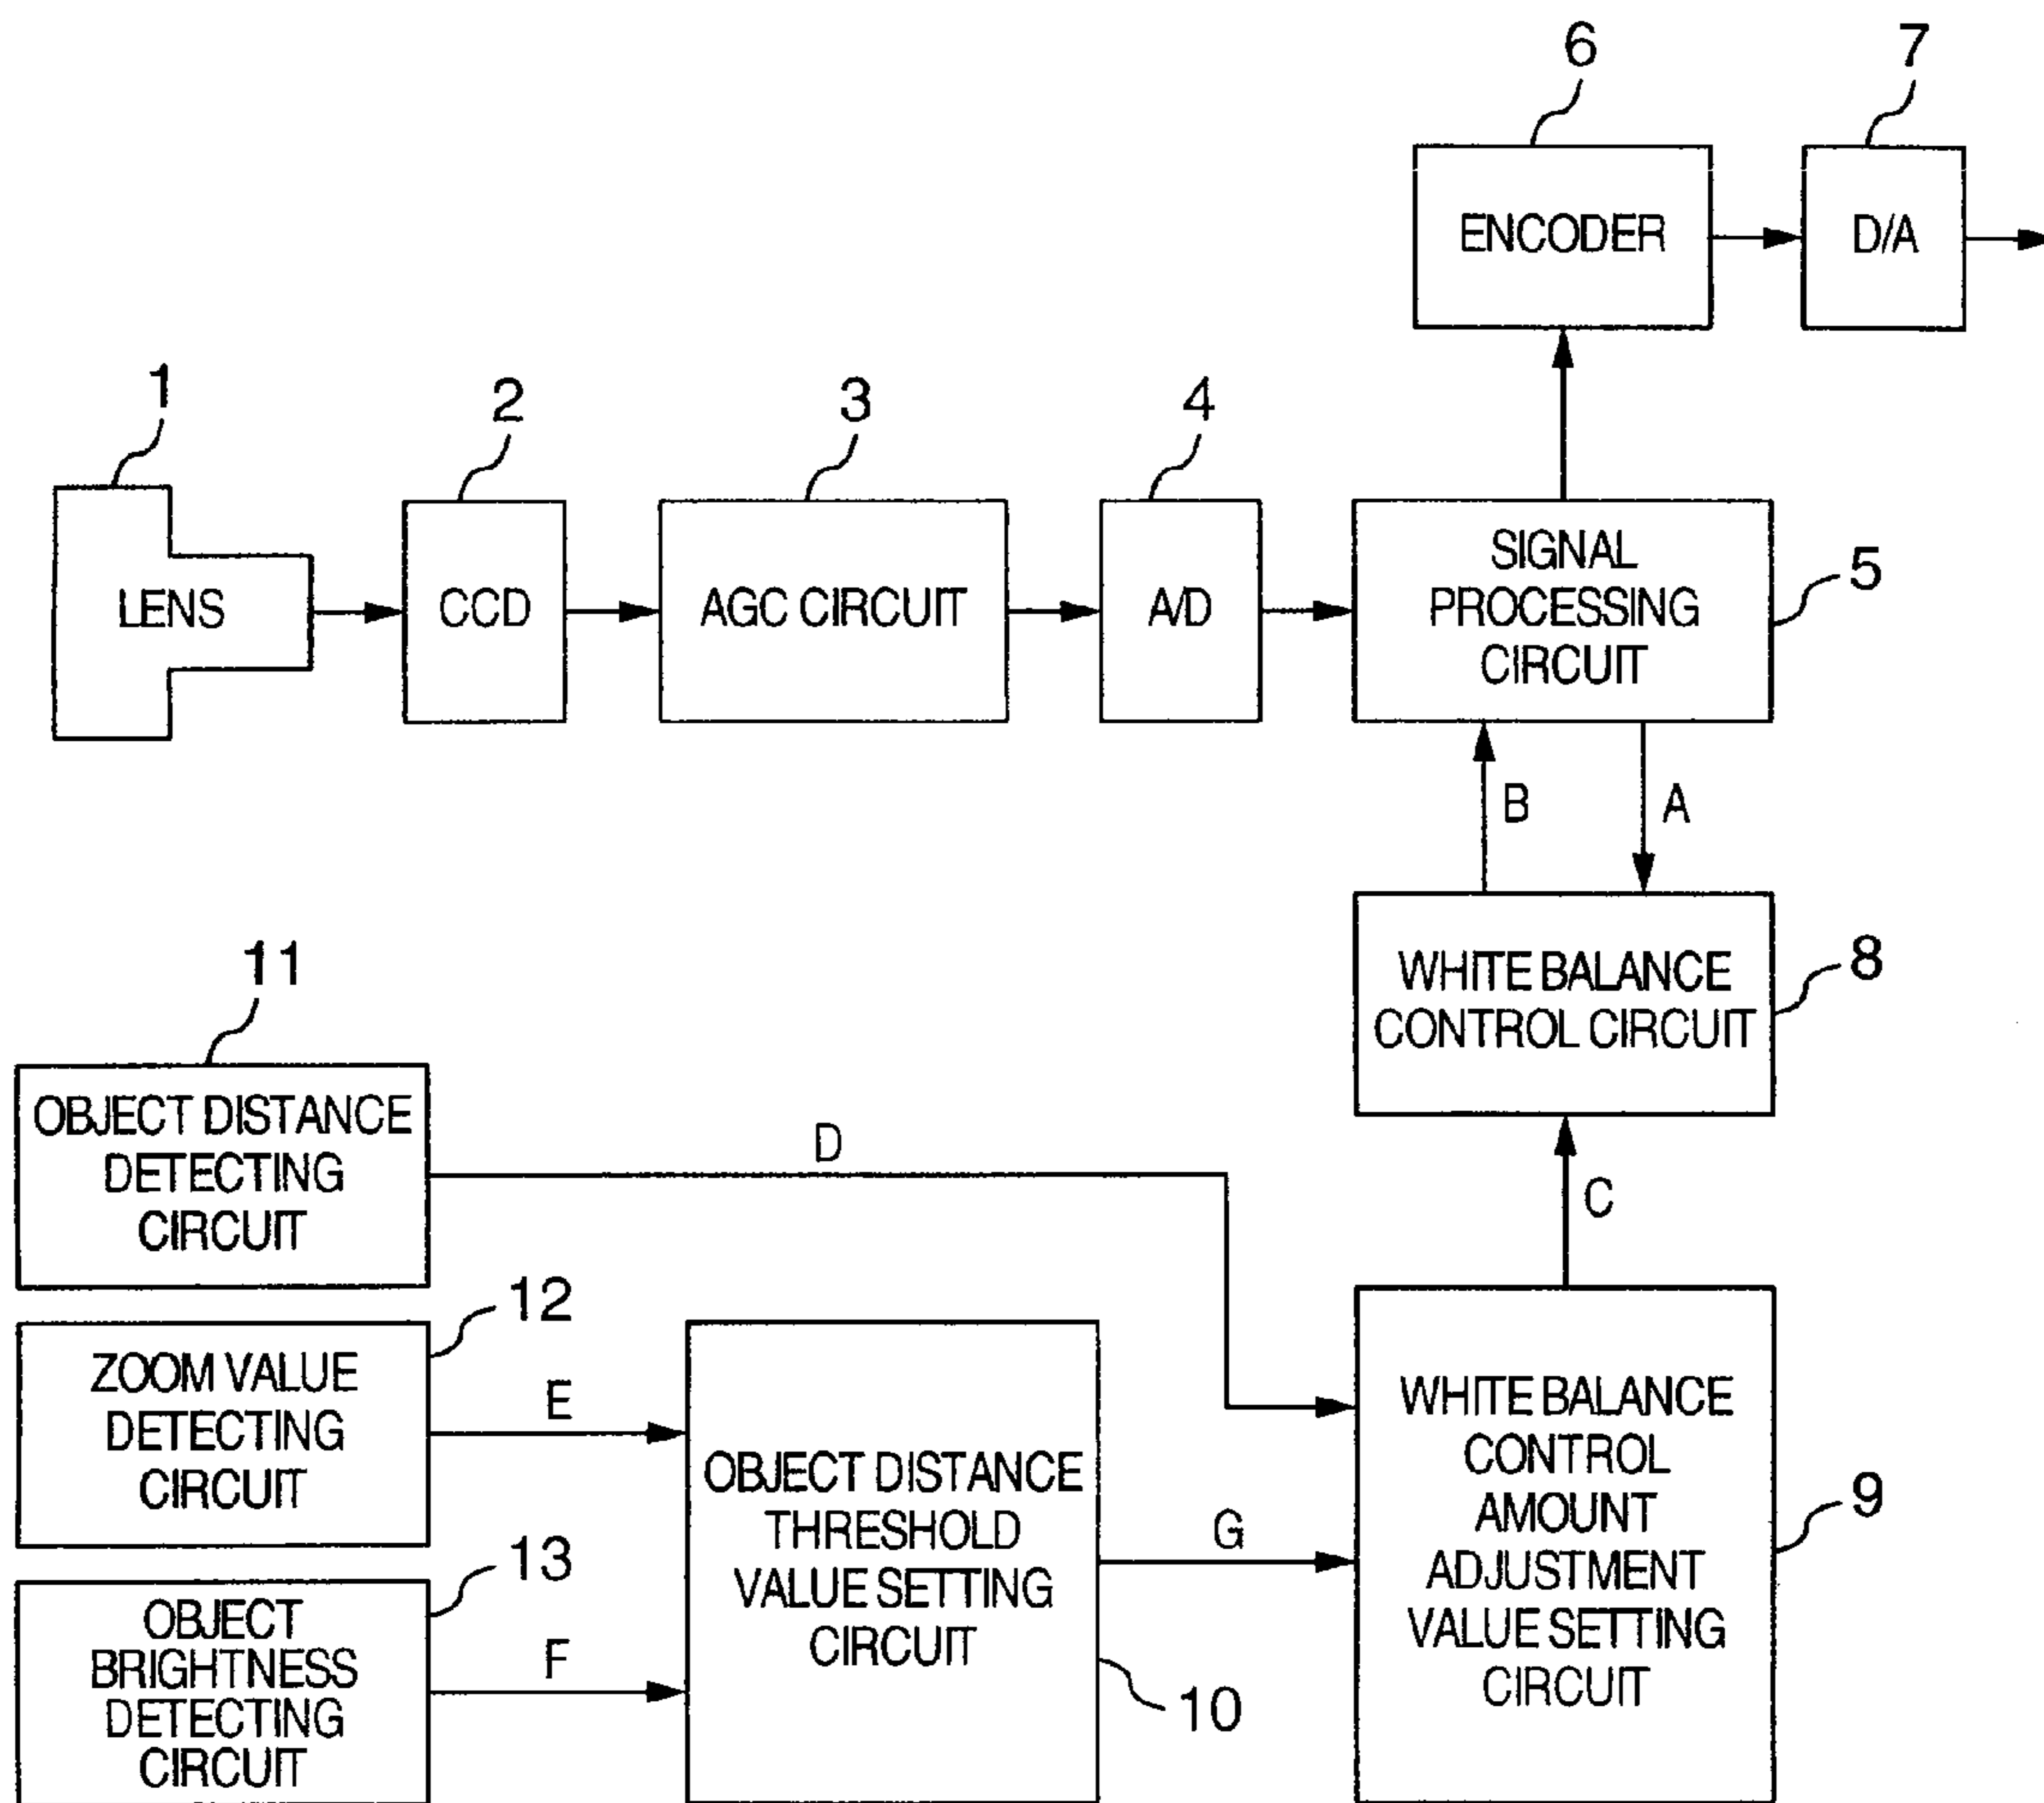 6
7
ENCODER
D/A
1
2
3
4
LENS
CCD
AGC CIRCUIT
A/D
SIGNAL
PROCESSING
CIRCUIT
5
B
A
WHITE BALANCE
CONTROL CIRCUIT
8
11
OBJECT DISTANCE
DETECTING
CIRCUIT
D
C
12
ZOOM VALUE
DETECTING
CIRCUIT
E
13
OBJECT
BRIGHTNESS
DETECTING
CIRCUIT
F
OBJECT DISTANCE
THRESHOLD
VALUE SETTING
CIRCUIT
10
G
WHITE BALANCE
CONTROL
AMOUNT
ADJUSTMENT
VALUE SETTING
CIRCUIT
9